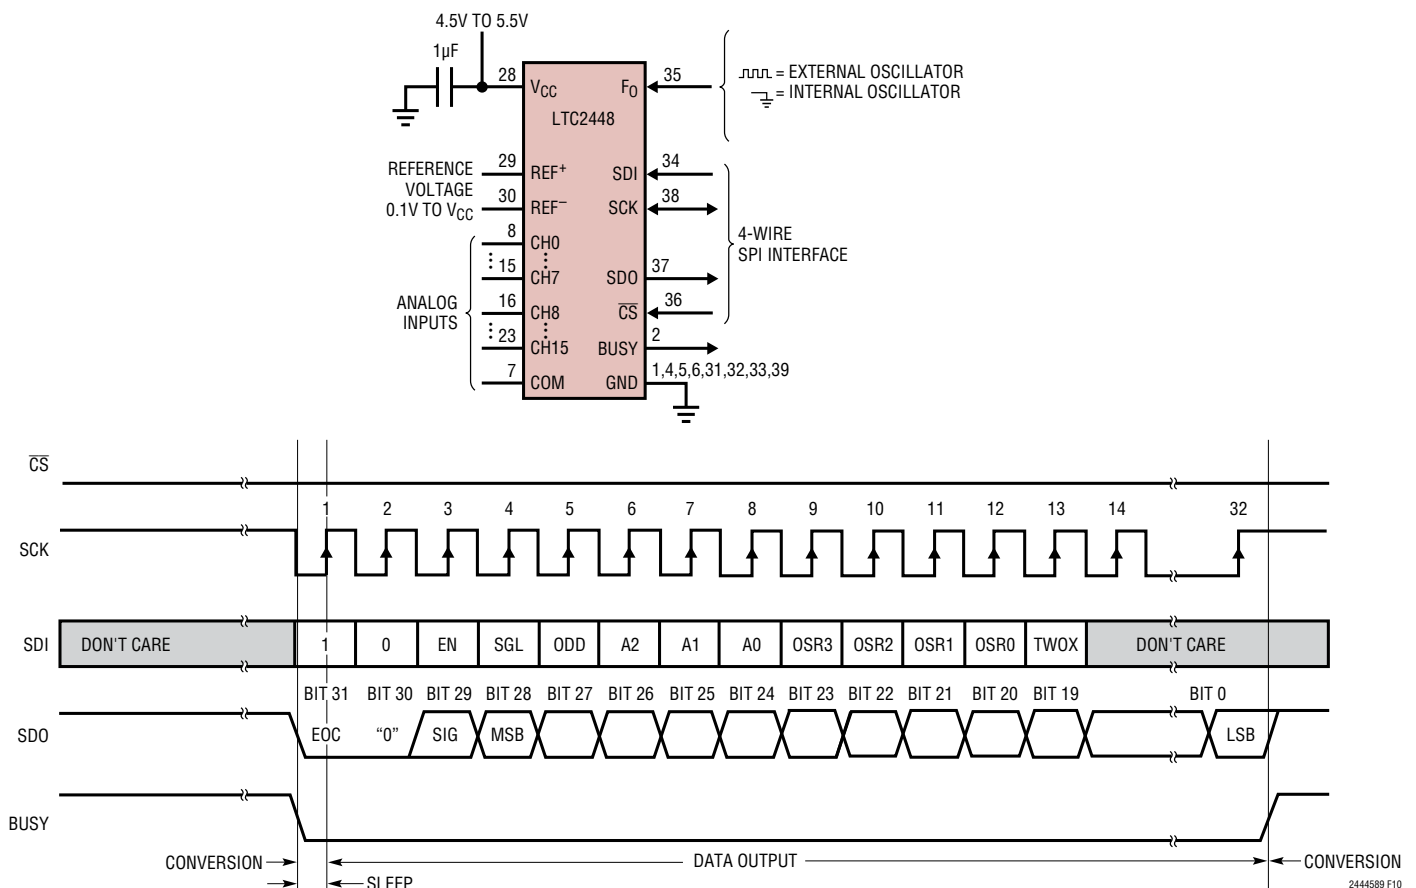 4.5V TO 5.5V
1µF
28
VCC
FO
35
= EXTERNAL OSCILLATOR
= INTERNAL OSCILLATOR
LTC2448
REFERENCE
VOLTAGE
0.1V TO VCC
29
REF+
30
REF–
SDI
34
SCK
38
4-WIRE
SPI INTERFACE
ANALOG
INPUTS
8
CH0
15
CH7
16
CH8
23
CH15
7
COM
SDO
37
CS
36
BUSY
2
GND
1,4,5,6,31,32,33,39
CS
1 2 3 4 5 6 7 8 9 10 11 12 13 14 32
SCK
SDI DON'T CARE 1 0 EN SGL ODD A2 A1 A0 OSR3 OSR2 OSR1 OSR0 TWOX DON'T CARE
BIT 31 BIT 30 BIT 29 BIT 28 BIT 27 BIT 26 BIT 25 BIT 24 BIT 23 BIT 22 BIT 21 BIT 20 BIT 19 BIT 0
SDO EOC “0” SIG MSB LSB
BUSY
CONVERSION DATA OUTPUT CONVERSION
SLEEP
2444589 F10